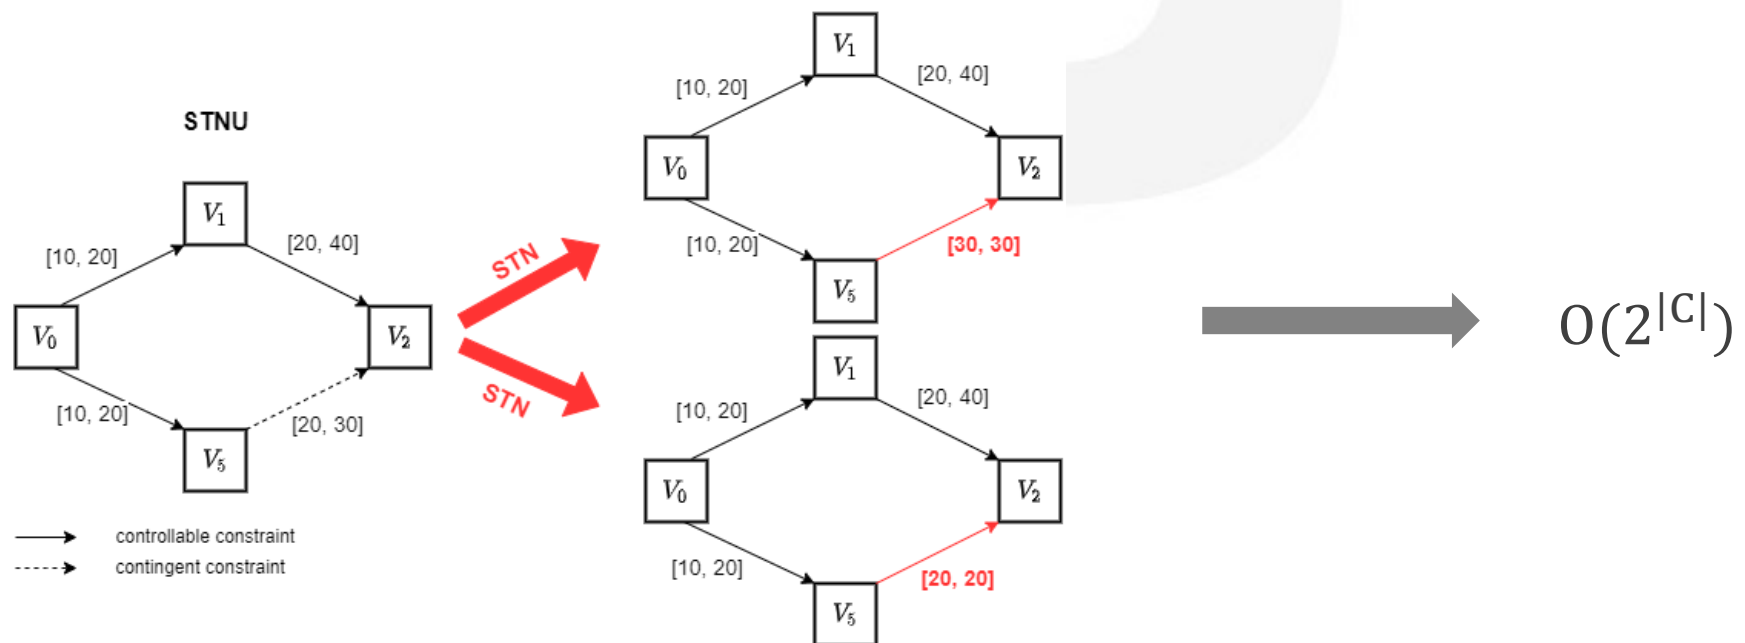 STNU
V₁
[10, 20]
[20, 40]
V₀
V₂
[10, 20]
[20, 30]
V₅
controllable constraint
contingent constraint
STN
STN
V₁
[10, 20]
[20, 40]
V₀
V₂
[10, 20]
[30, 30]
V₅
V₁
[10, 20]
[20, 40]
V₀
V₂
[10, 20]
[20, 20]
V₅
O(2^|C|)